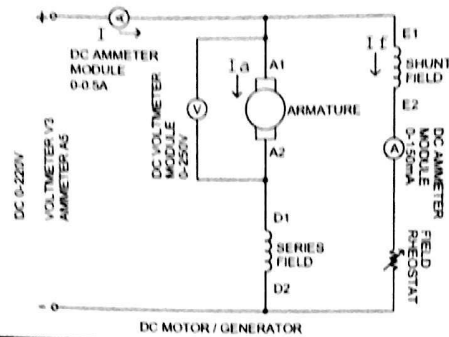 +
A
I
DC AMMETER
MODULE
0-0.5A
DC 0-220V
VOLTMETER V3
AMMETER A5
DC VOLTMETER
MODULE
0-250V
V
Ia
A1
ARMATURE
A2
If
E1
SHUNT
FIELD
E2
DC AMMETER
MODULE
0-150mA
A
D1
SERIES
FIELD
D2
FIELD
RHEOSTAT
-
DC MOTOR / GENERATOR